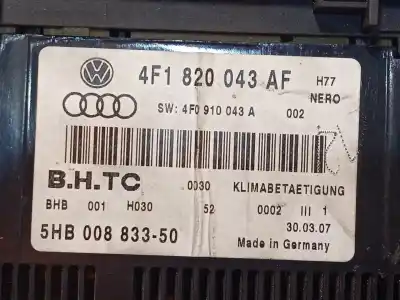 4F1 820 043 AF H77
NERO
SW: 4F0 910 043 A 002
B.H.TC 0030 KLIMABETAETIGUNG
BHB 001 H030 52 0002 III 1
30.03.07
5HB 008 833-50 Made in Germany